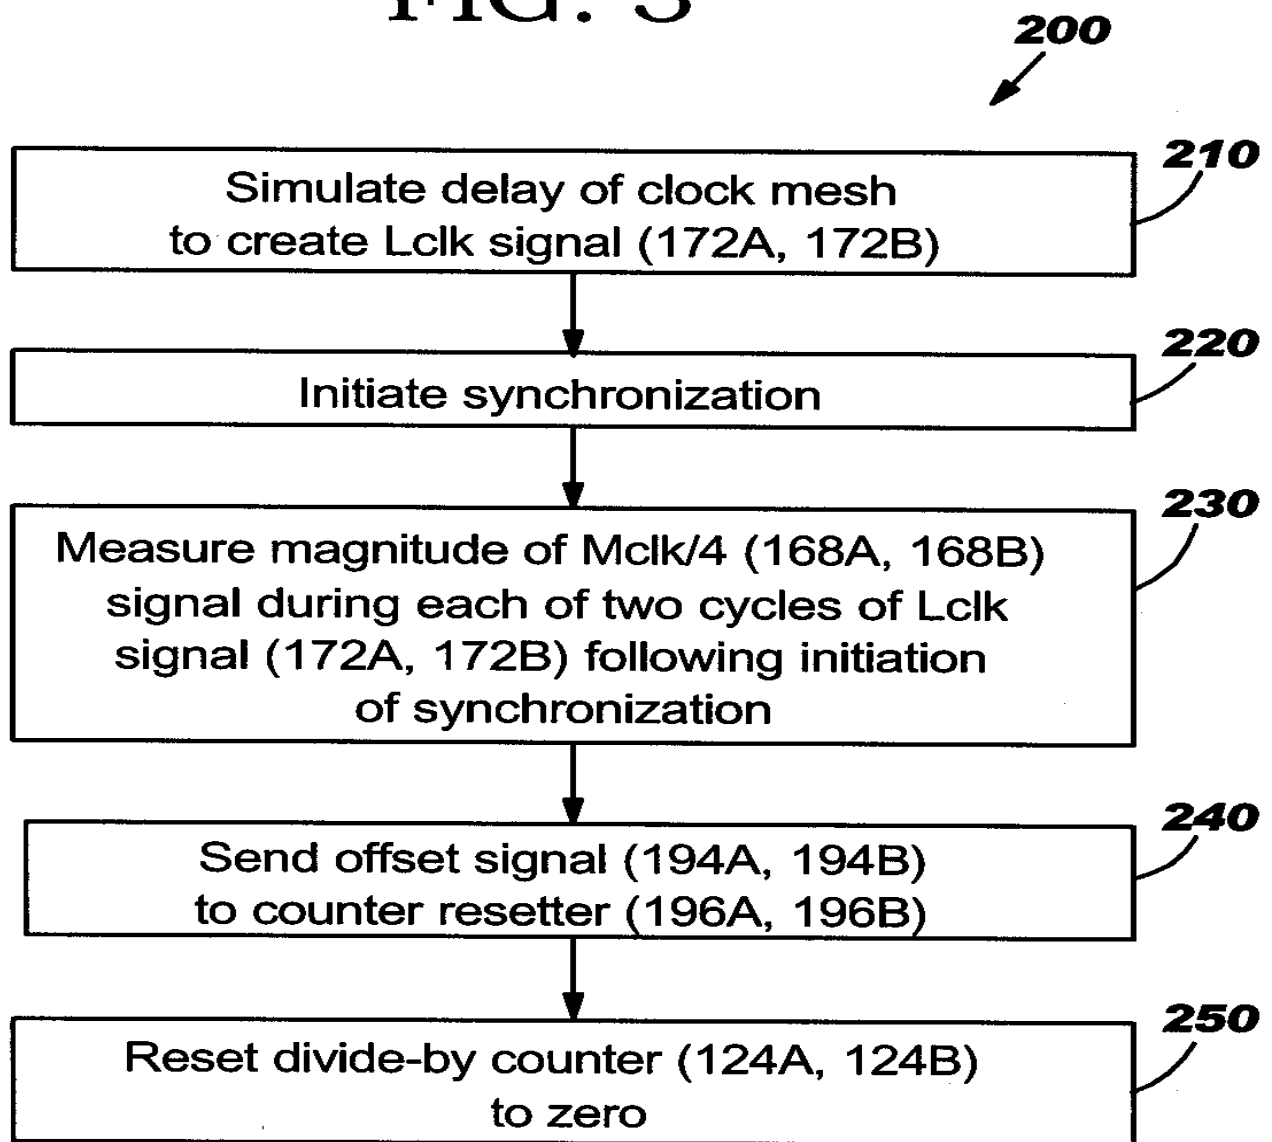 FIG. 3
200
210
Simulate delay of clock mesh
to create Lclk signal (172A, 172B)
220
Initiate synchronization
230
Measure magnitude of Mclk/4 (168A, 168B)
signal during each of two cycles of Lclk
signal (172A, 172B) following initiation
of synchronization
240
Send offset signal (194A, 194B)
to counter resetter (196A, 196B)
250
Reset divide-by counter (124A, 124B)
to zero